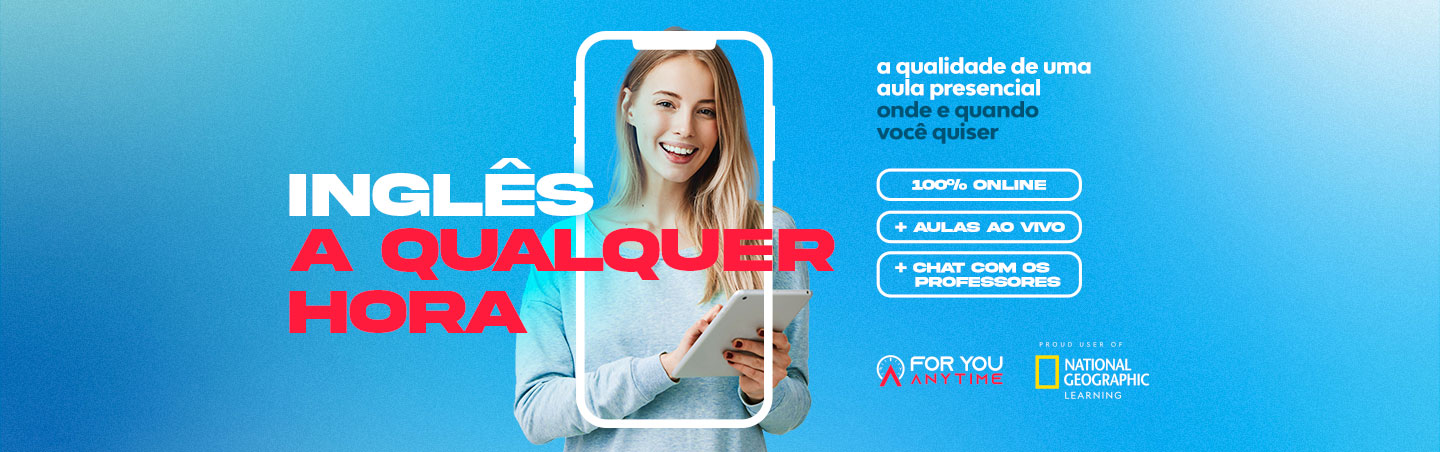 INGLÊS
A QUALQUER
HORA
a qualidade de uma
aula presencial
onde e quando
você quiser
100% ONLINE
+ AULAS AO VIVO
+ CHAT COM OS
PROFESSORES
FOR YOU
ANYTIME
PROUD USER OF
NATIONAL
GEOGRAPHIC
LEARNING